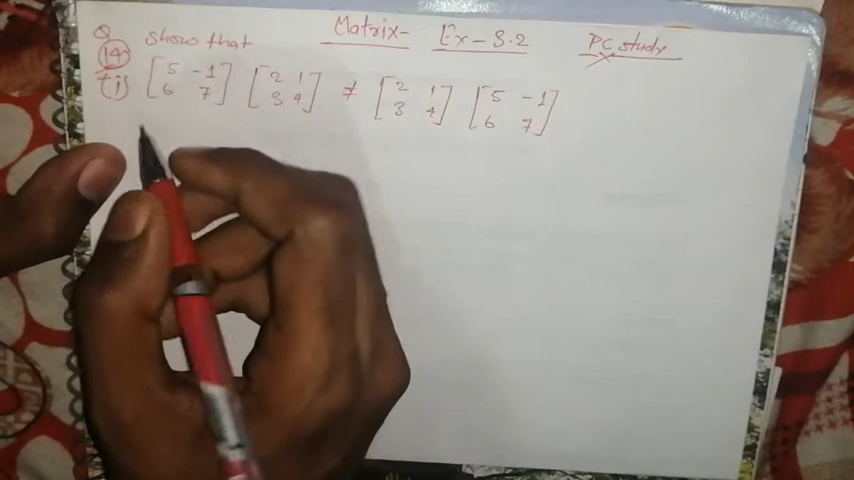 Matrix- Ex-3.2 PC study
Q
14 show that
(i) [5 -1 6 7] [2 1 3 4] ≠ [2 1 3 4] [5 -1 6 7]